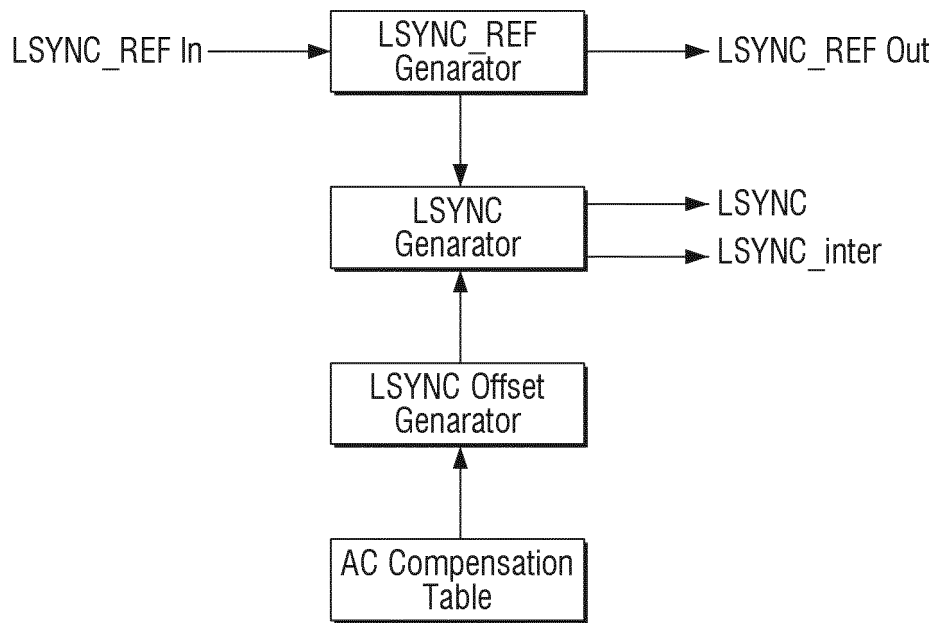 LSYNC_REF In
LSYNC_REF
Genarator
LSYNC_REF Out
LSYNC
Genarator
LSYNC
LSYNC_inter
LSYNC Offset
Genarator
AC Compensation
Table